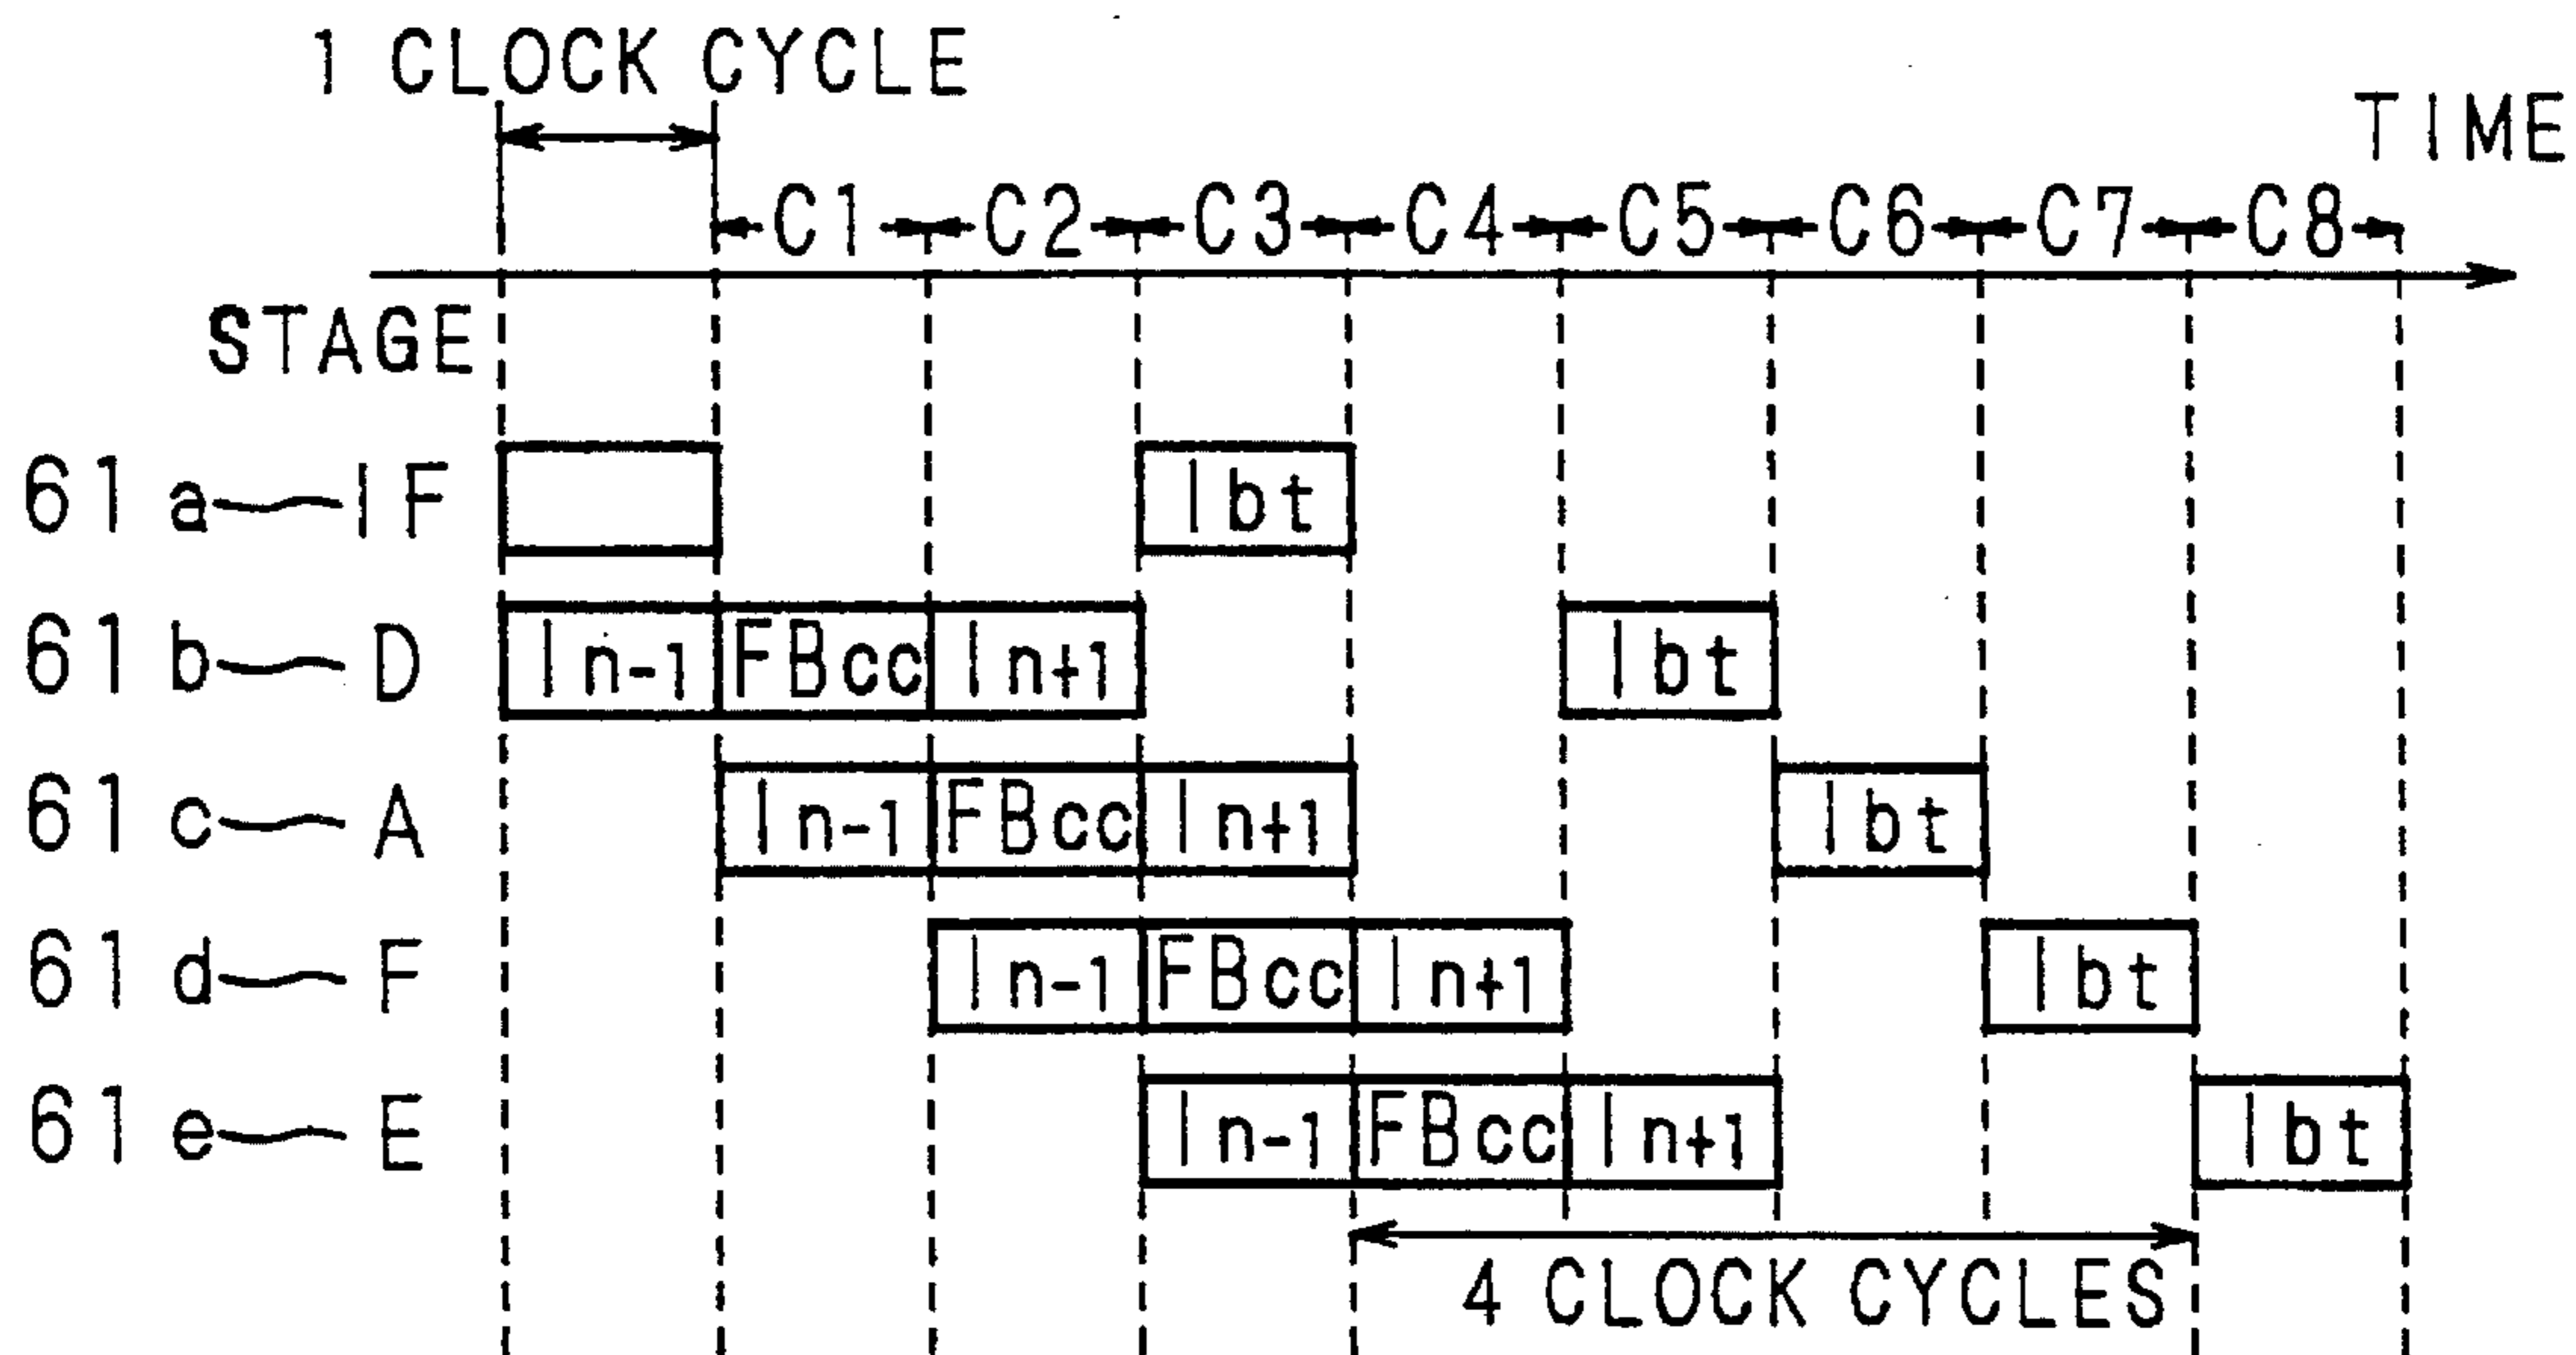 1 CLOCK CYCLE
TIME
C1 C2 C3 C4 C5 C6 C7 C8
STAGE
61a IF Ibt
61b D In-1 FBcc In+1 Ibt
61c A In-1 FBcc In+1 Ibt
61d F In-1 FBcc In+1 Ibt
61e E In-1 FBcc In+1 Ibt
4 CLOCK CYCLES